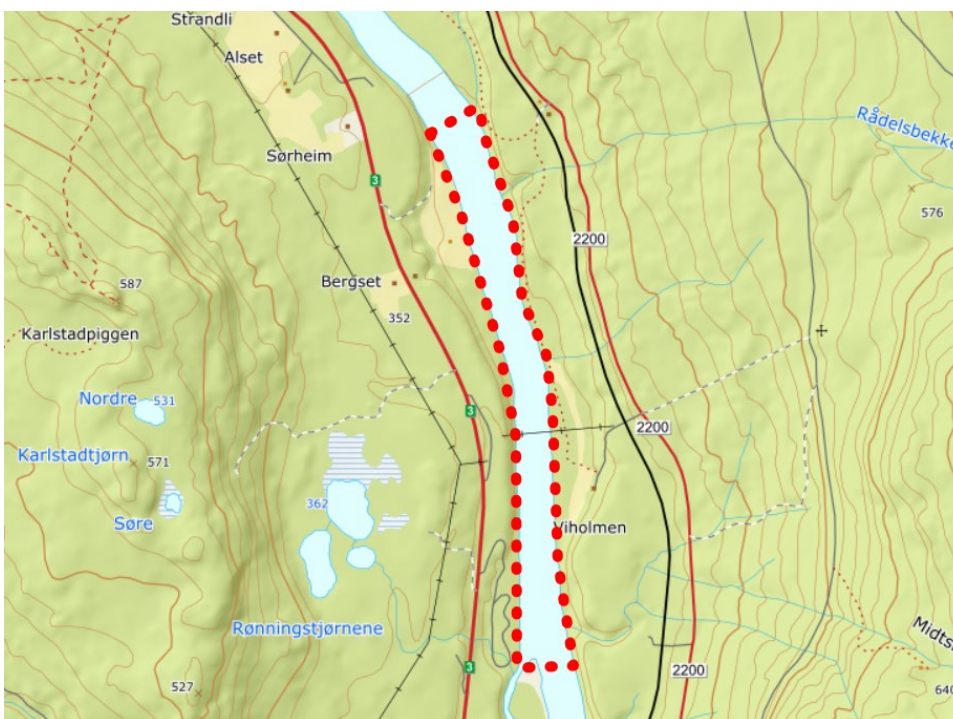 Strandli
Alset
Rådelsbekke
Sørheim
3
576
2200
587
Bergset
352
Karlstadpiggen
Nordre
531
3
2200
Karlstadtjørn
571
362
Søre
Viholmen
Rønningstjørnene
Midts
3
2200
527
640